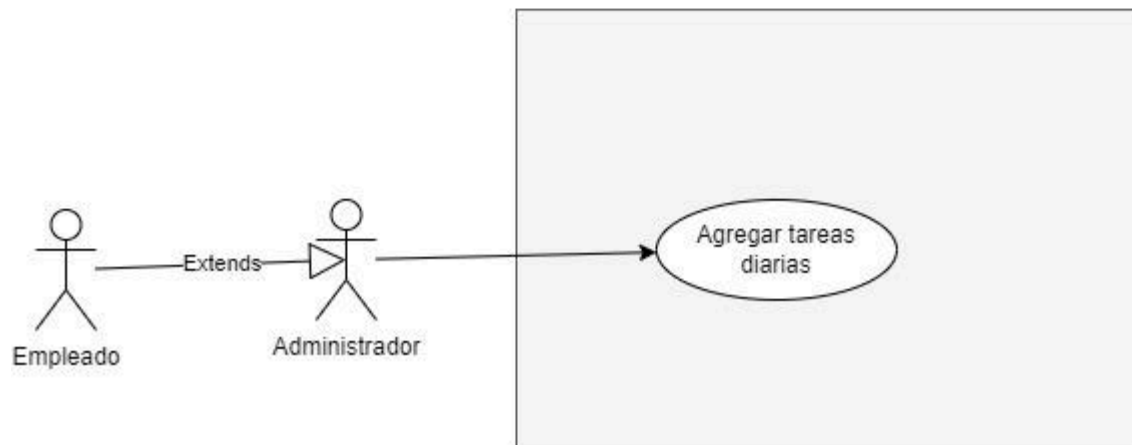 Extends
Empleado
Administrador
Agregar tareas
diarias